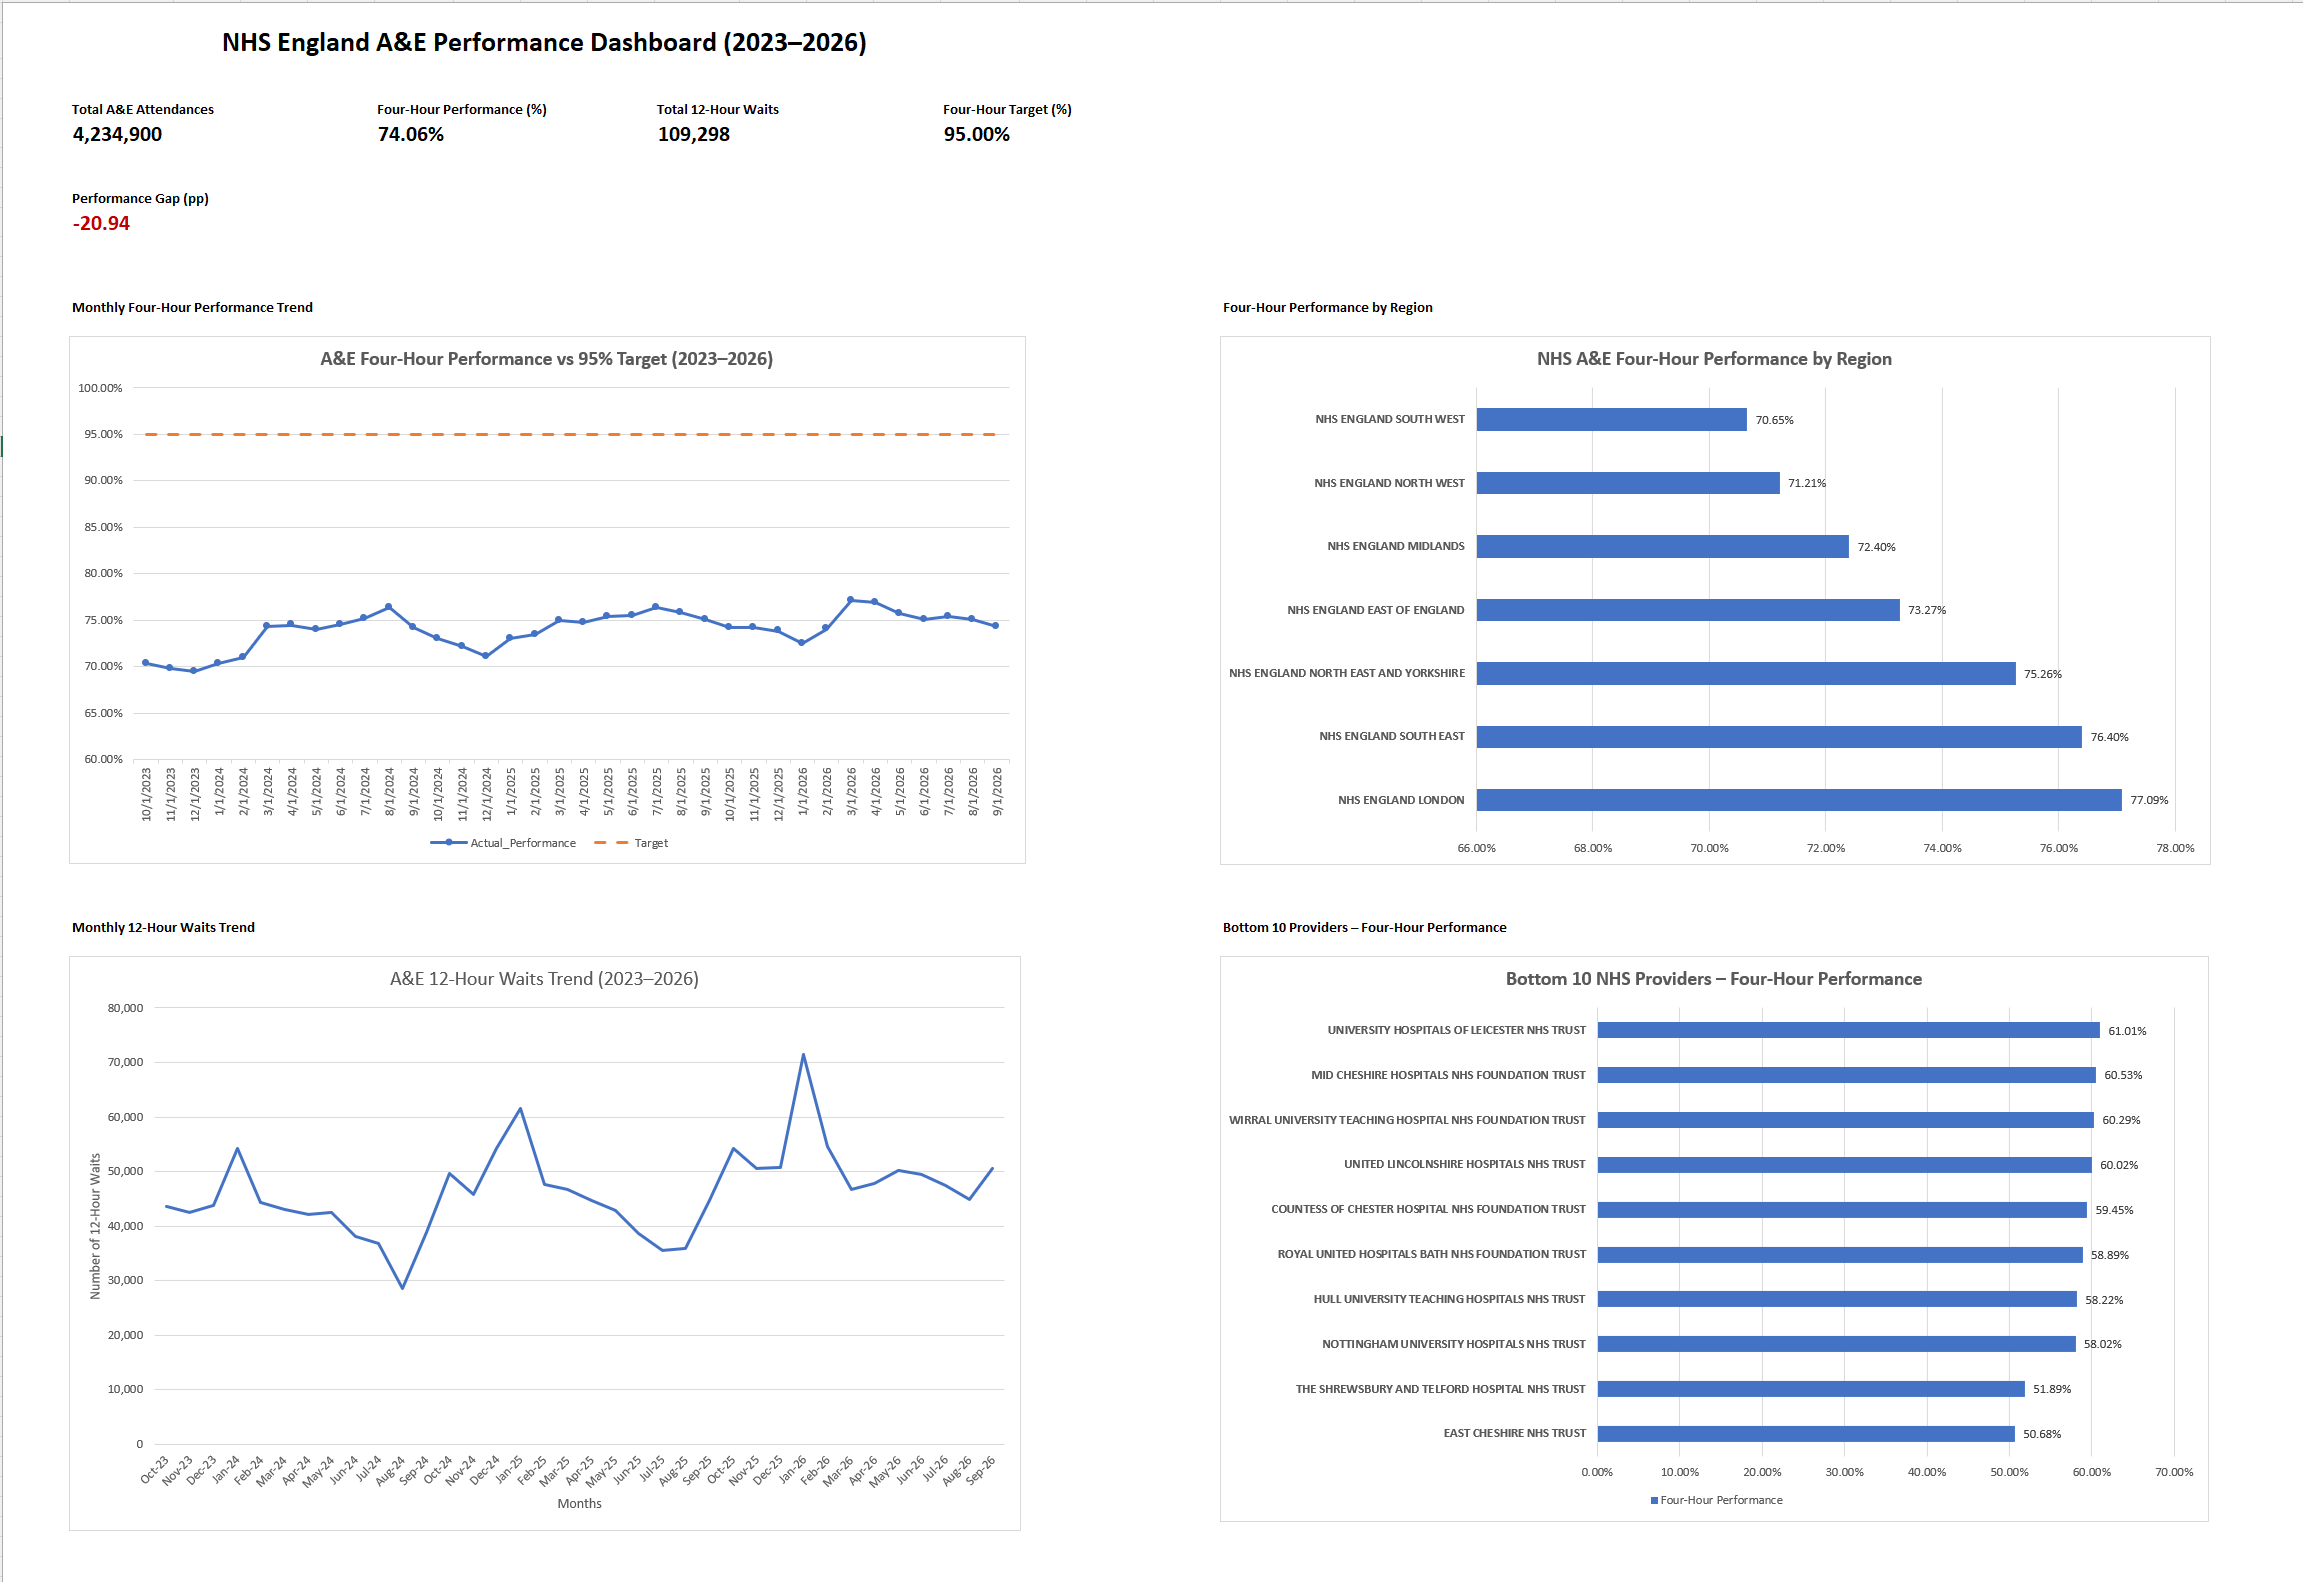 NHS England A&E Performance Dashboard (2023–2026)
Total A&E Attendances
4,234,900
Four-Hour Performance (%)
74.06%
Total 12-Hour Waits
109,298
Four-Hour Target (%)
95.00%
Performance Gap (pp)
-20.94
Monthly Four-Hour Performance Trend
A&E Four-Hour Performance vs 95% Target (2023–2026)
100.00%
95.00%
90.00%
85.00%
80.00%
75.00%
70.00%
65.00%
60.00%
10/1/2023
11/1/2023
12/1/2023
1/1/2024
2/1/2024
3/1/2024
4/1/2024
5/1/2024
6/1/2024
7/1/2024
8/1/2024
9/1/2024
10/1/2024
11/1/2024
12/1/2024
1/1/2025
2/1/2025
3/1/2025
4/1/2025
5/1/2025
6/1/2025
7/1/2025
8/1/2025
9/1/2025
10/1/2025
11/1/2025
12/1/2025
1/1/2026
2/1/2026
3/1/2026
4/1/2026
5/1/2026
6/1/2026
7/1/2026
8/1/2026
9/1/2026
Actual_Performance
Target
Four-Hour Performance by Region
NHS A&E Four-Hour Performance by Region
NHS ENGLAND SOUTH WEST 70.65%
NHS ENGLAND NORTH WEST 71.21%
NHS ENGLAND MIDLANDS 72.40%
NHS ENGLAND EAST OF ENGLAND 73.27%
NHS ENGLAND NORTH EAST AND YORKSHIRE 75.26%
NHS ENGLAND SOUTH EAST 76.40%
NHS ENGLAND LONDON 77.09%
66.00% 68.00% 70.00% 72.00% 74.00% 76.00% 78.00%
Monthly 12-Hour Waits Trend
A&E 12-Hour Waits Trend (2023–2026)
Number of 12-Hour Waits
80,000
70,000
60,000
50,000
40,000
30,000
20,000
10,000
0
Oct-23
Nov-23
Dec-23
Jan-24
Feb-24
Mar-24
Apr-24
May-24
Jun-24
Jul-24
Aug-24
Sep-24
Oct-24
Nov-24
Dec-24
Jan-25
Feb-25
Mar-25
Apr-25
May-25
Jun-25
Jul-25
Aug-25
Sep-25
Oct-25
Nov-25
Dec-25
Jan-26
Feb-26
Mar-26
Apr-26
May-26
Jun-26
Jul-26
Aug-26
Sep-26
Months
Bottom 10 Providers – Four-Hour Performance
Bottom 10 NHS Providers – Four-Hour Performance
UNIVERSITY HOSPITALS OF LEICESTER NHS TRUST 61.01%
MID CHESHIRE HOSPITALS NHS FOUNDATION TRUST 60.53%
WIRRAL UNIVERSITY TEACHING HOSPITAL NHS FOUNDATION TRUST 60.29%
UNITED LINCOLNSHIRE HOSPITALS NHS TRUST 60.02%
COUNTESS OF CHESTER HOSPITAL NHS FOUNDATION TRUST 59.45%
ROYAL UNITED HOSPITALS BATH NHS FOUNDATION TRUST 58.89%
HULL UNIVERSITY TEACHING HOSPITALS NHS TRUST 58.22%
NOTTINGHAM UNIVERSITY HOSPITALS NHS TRUST 58.02%
THE SHREWSBURY AND TELFORD HOSPITAL NHS TRUST 51.89%
EAST CHESHIRE NHS TRUST 50.68%
0.00% 10.00% 20.00% 30.00% 40.00% 50.00% 60.00% 70.00%
Four-Hour Performance